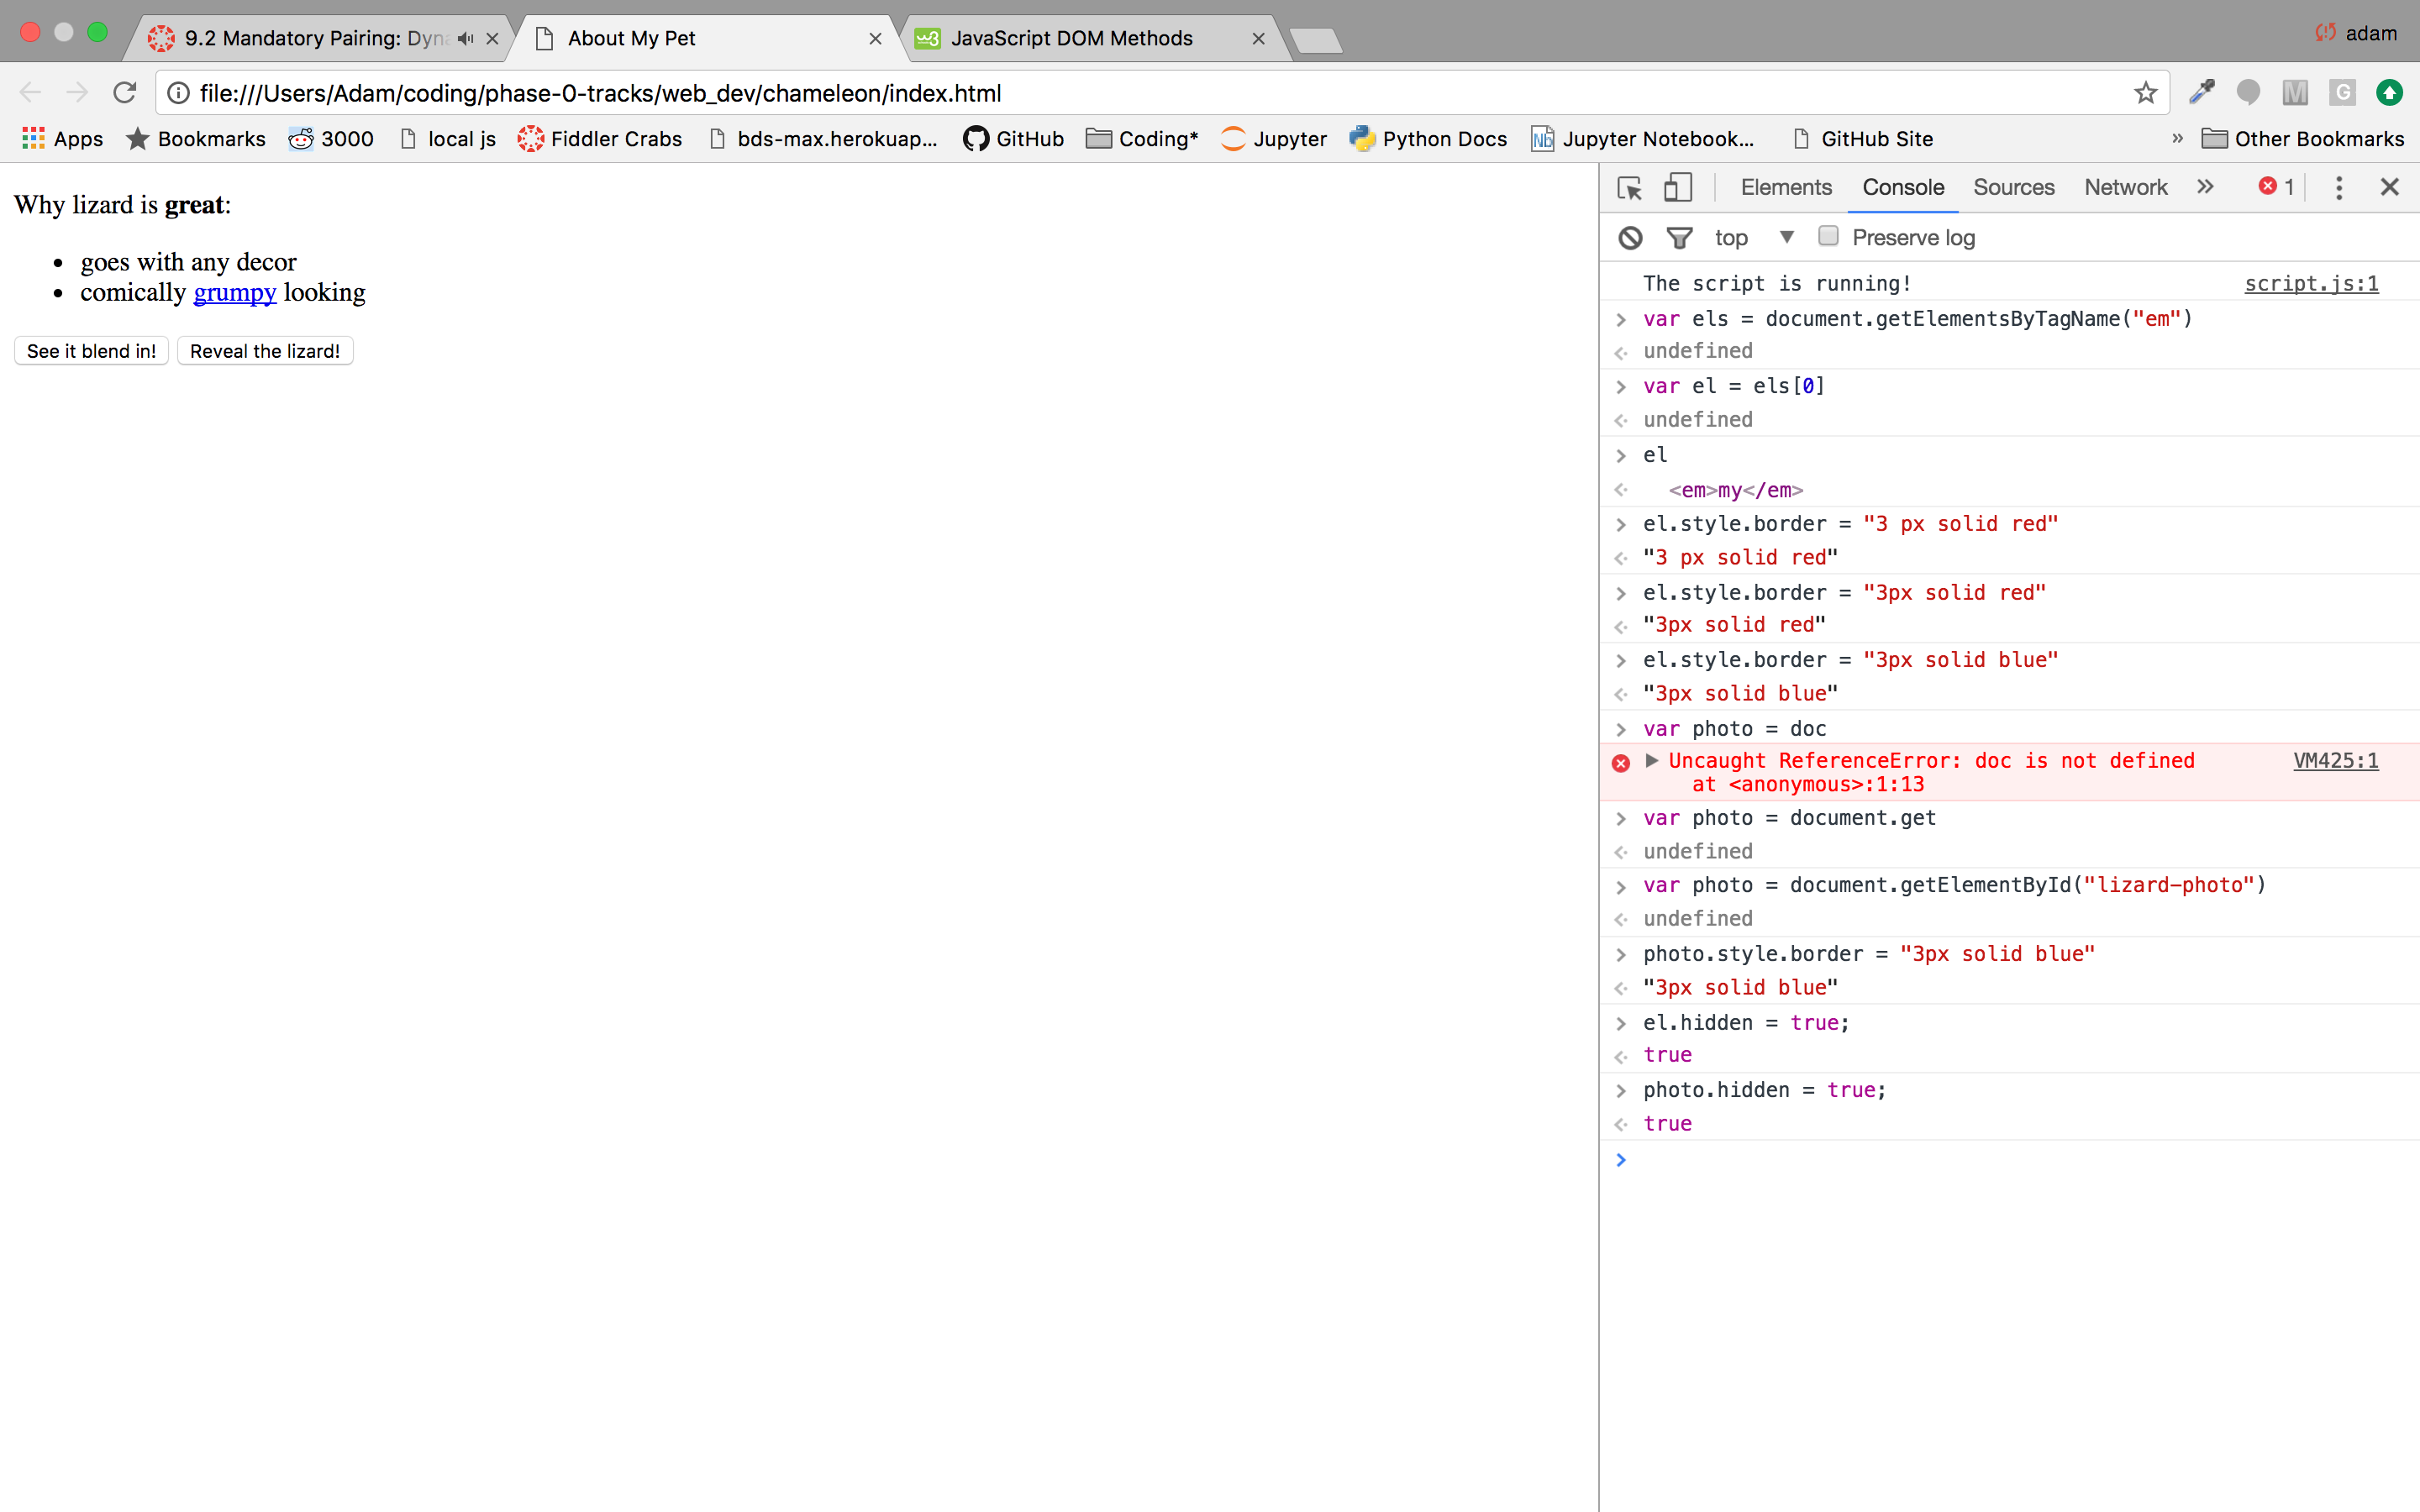 9.2 Mandatory Pairing: Dyna
About My Pet
JavaScript DOM Methods
adam
file:///Users/Adam/coding/phase-0-tracks/web_dev/chameleon/index.html
Apps Bookmarks 3000 local js Fiddler Crabs bds-max.herokuap... GitHub Coding* Jupyter Python Docs Jupyter Notebook... GitHub Site » Other Bookmarks
Why lizard is great:
• goes with any decor
• comically grumpy looking
See it blend in! Reveal the lizard!
Elements Console Sources Network » 1
top Preserve log
The script is running! script.js:1
> var els = document.getElementsByTagName("em")
undefined
> var el = els[0]
undefined
> el
<em>my</em>
> el.style.border = "3 px solid red"
"3 px solid red"
> el.style.border = "3px solid red"
"3px solid red"
> el.style.border = "3px solid blue"
"3px solid blue"
> var photo = doc
Uncaught ReferenceError: doc is not defined VM425:1
at <anonymous>:1:13
> var photo = document.get
undefined
> var photo = document.getElementById("lizard-photo")
undefined
> photo.style.border = "3px solid blue"
"3px solid blue"
> el.hidden = true;
true
> photo.hidden = true;
true
>